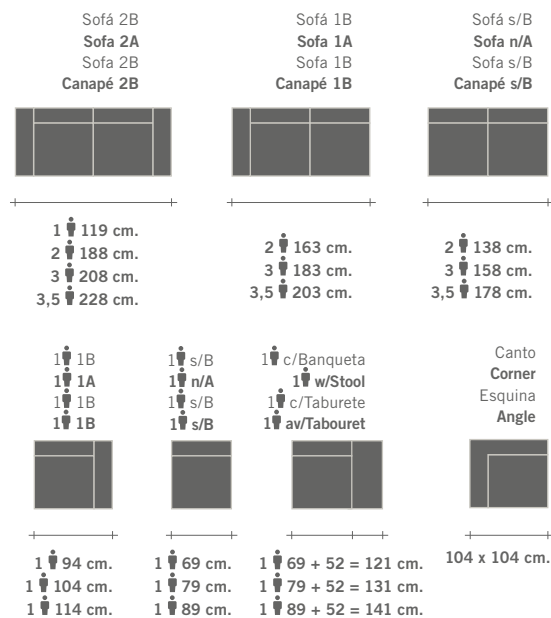 Sofá 2B
Sofa 2A
Sofa 2B
Canapé 2B
Sofá 1B
Sofa 1A
Sofa 1B
Canapé 1B
Sofá s/B
Sofa n/A
Sofa s/B
Canapé s/B
1 119 cm.
2 188 cm.
3 208 cm.
3,5 228 cm.
2 163 cm.
3 183 cm.
3,5 203 cm.
2 138 cm.
3 158 cm.
3,5 178 cm.
1 1B
1 1A
1 1B
1 1B
1 s/B
1 n/A
1 s/B
1 s/B
1 c/Banqueta
1 w/Stool
1 c/Taburete
1 av/Tabouret
Canto
Corner
Esquina
Angle
1 94 cm.
1 104 cm.
1 114 cm.
1 69 cm.
1 79 cm.
1 89 cm.
1 69 + 52 = 121 cm.
1 79 + 52 = 131 cm.
1 89 + 52 = 141 cm.
104 x 104 cm.